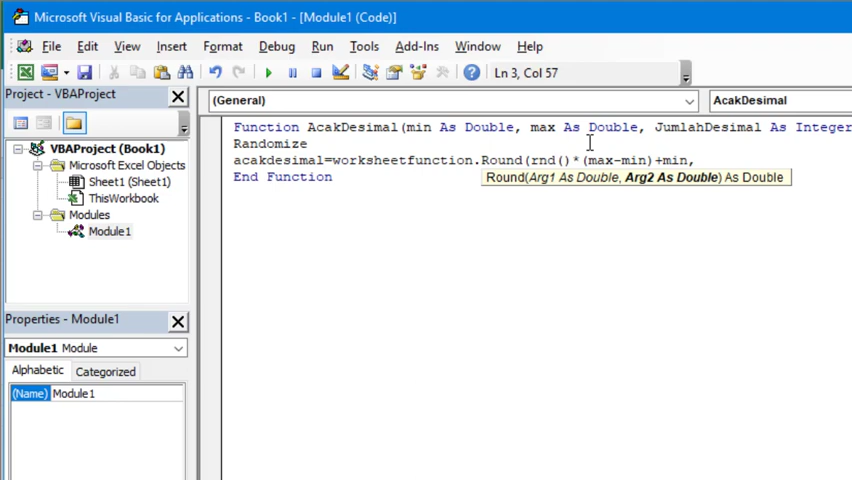 Microsoft Visual Basic for Applications - Book1 - [Module1 (Code)]
File Edit View Insert Format Debug Run Tools Add-Ins Window Help
Ln 3, Col 57
Project - VBAProject
(General)
AcakDesimal
VBAProject (Book1)
Microsoft Excel Objects
Sheet1 (Sheet1)
ThisWorkbook
Modules
Module1
Function AcakDesimal(min As Double, max As Double, JumlahDesimal As Integer
Randomize
acakdesimal=worksheetfunction.Round(rnd()*(max-min)+min,
End Function
Round(Arg1 As Double, Arg2 As Double) As Double
Properties - Module1
Module1 Module
Alphabetic Categorized
(Name) Module1